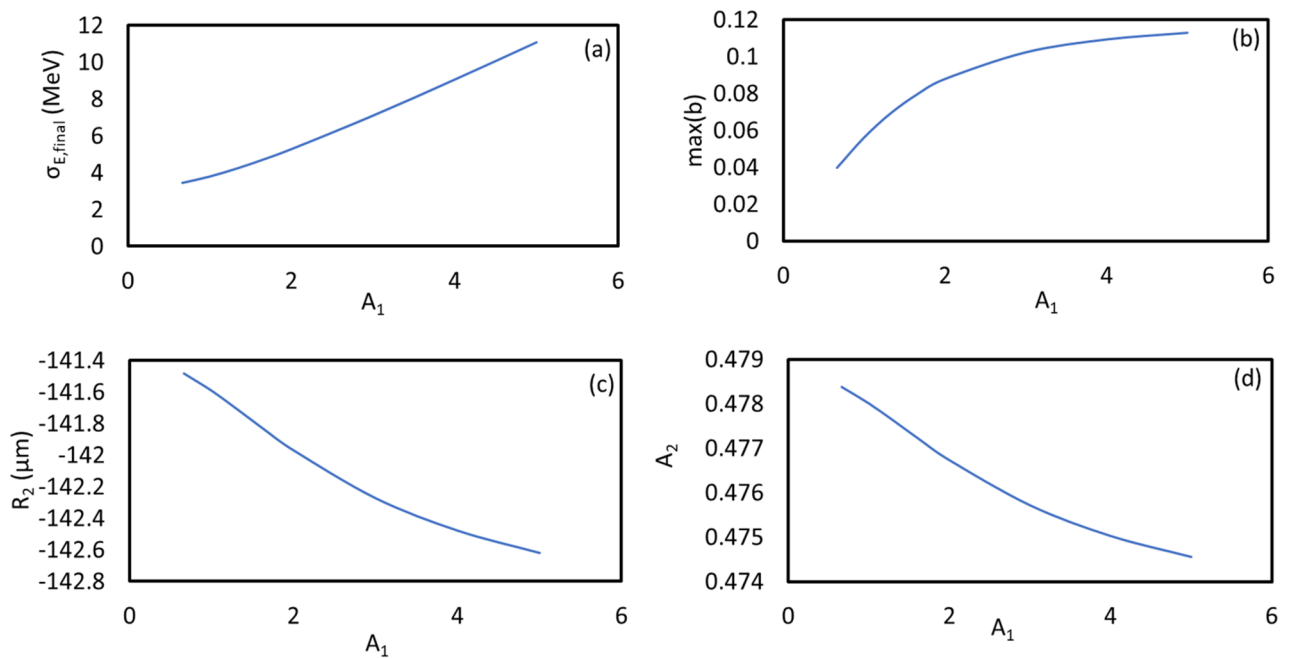 12
10
8
6
4
2
0
σE,final (MeV)
(a)
0 2 4 6
A1
0.12
0.1
0.08
0.06
0.04
0.02
0
max(b)
(b)
0 2 4 6
A1
-141.4
-141.6
-141.8
-142
-142.2
-142.4
-142.6
-142.8
R2 (μm)
(c)
0 2 4 6
A1
0.479
0.478
0.477
0.476
0.475
0.474
A2
(d)
0 2 4 6
A1